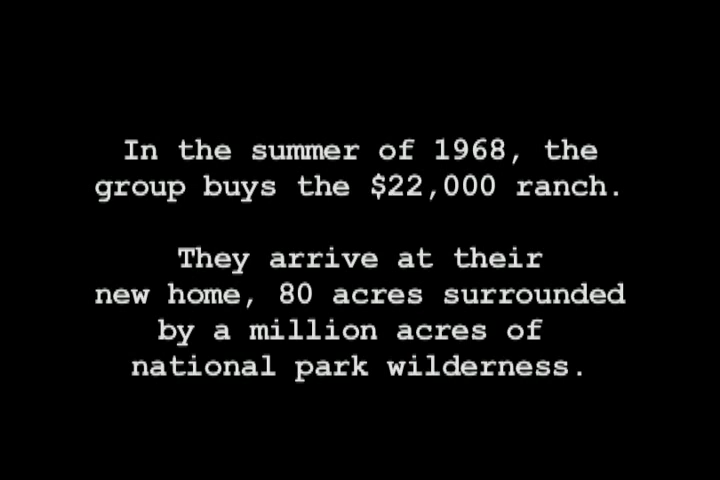 In the summer of 1968, the
group buys the $22,000 ranch.
They arrive at their
new home, 80 acres surrounded
by a million acres of
national park wilderness.